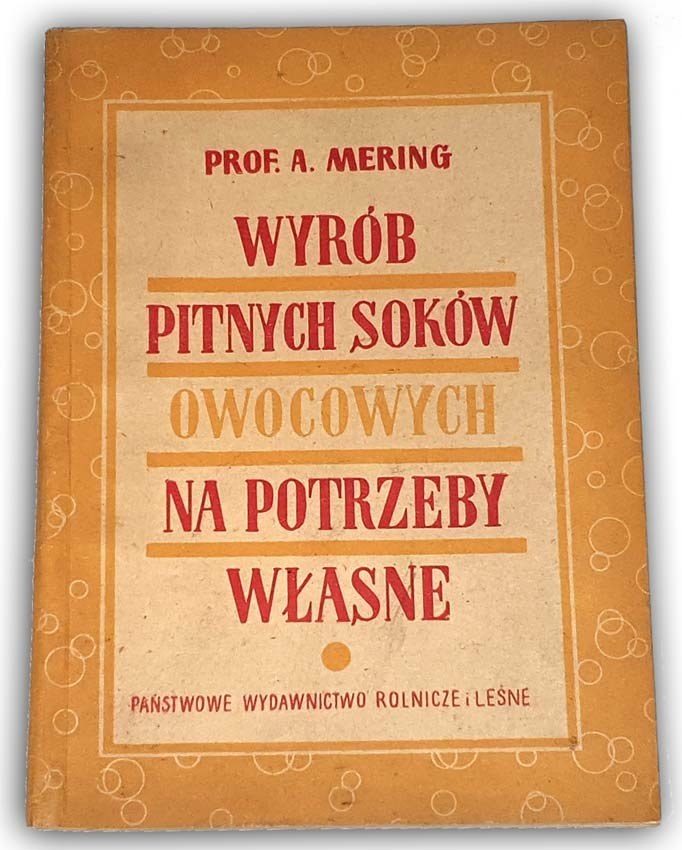 PROF. A. MERING
WYRÓB
PITNYCH SOKÓW
OWOCOWYCH
NA POTRZEBY
WŁASNE
PAŃSTWOWE WYDAWNICTWO ROLNICZE i LEŚNE